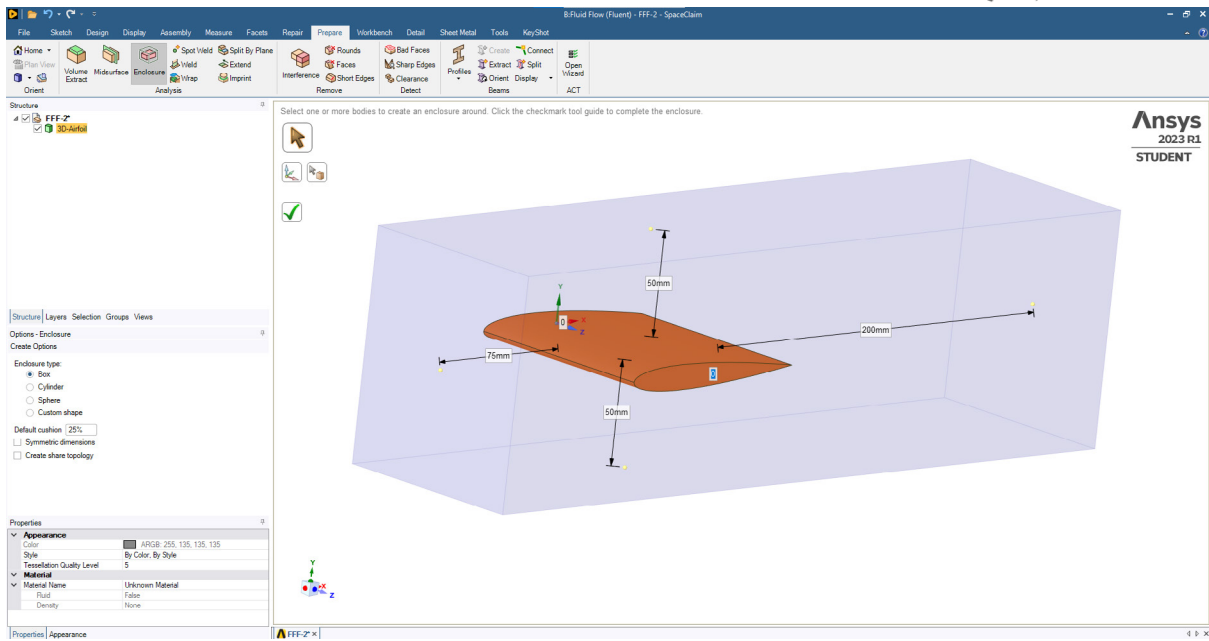 B:Fluid Flow (Fluent) - FFF-2 - SpaceClaim
File Sketch Design Display Assembly Measure Facets Repair Prepare Workbench Detail Sheet Metal Tools KeyShot
Home
Plan View
Orient
Volume Extract
Midsurface
Enclosure
Spot Weld
Weld
Wrap
Split By Plane
Extend
Imprint
Analysis
Interference
Rounds
Faces
Short Edges
Remove
Bad Faces
Sharp Edges
Clearance
Detect
Profiles
Create
Extract
Orient
Connect
Split
Display
Beams
Open Wizard
ACT
Structure
FFF-2*
3D-Airfoil
Structure Layers Selection Groups Views
Options - Enclosure
Create Options
Enclosure type:
Box
Cylinder
Sphere
Custom shape
Default cushion 25%
Symmetric dimensions
Create share topology
Properties
Appearance
Color ARGB: 255, 135, 135, 135
Style By Color, By Style
Tessellation Quality Level 5
Material
Material Name Unknown Material
Fluid False
Density None
Properties Appearance
Select one or more bodies to create an enclosure around. Click the checkmark tool guide to complete the enclosure.
Ansys
2023 R1
STUDENT
50mm
Y
0 X
Z
200mm
75mm
0
50mm
Y
X
Z
FFF-2*